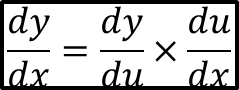 dy/dx = dy/du × du/dx